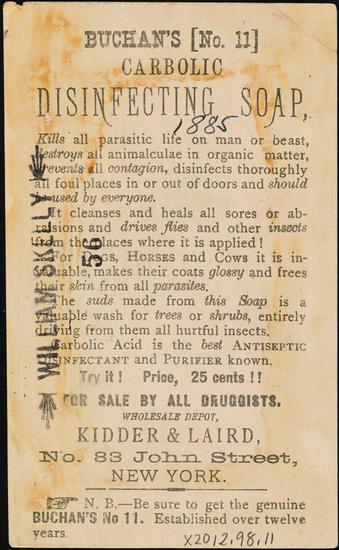 BUCHAN'S [No. 11]
CARBOLIC
DISINFECTING SOAP,
1885
Kills all parasitic life on man or beast,
destroys all animalculae in organic matter,
prevents all contagion, disinfects thoroughly
all foul places in or out of doors and should
be used by everyone.
It cleanses and heals all sores or ab-
rasions and drives flies and other insects
from the places where it is applied!
For Dogs, Horses and Cows it is in-
valuable, makes their coats glossy and frees
their skin from all parasites.
The suds made from this Soap is a
valuable wash for trees or shrubs, entirely
driving from them all hurtful insects.
Carbolic Acid is the best Antiseptic
Disinfectant and Purifier known.
Try it! Price, 25 cents!!
FOR SALE BY ALL DRUGGISTS.
WHOLESALE DEPOT,
KIDDER & LAIRD,
No. 83 John Street,
NEW YORK.
N. B.—Be sure to get the genuine
BUCHAN'S No 11. Established over twelve
years.
X2012.98.11
WILLIAM SKELLY
56